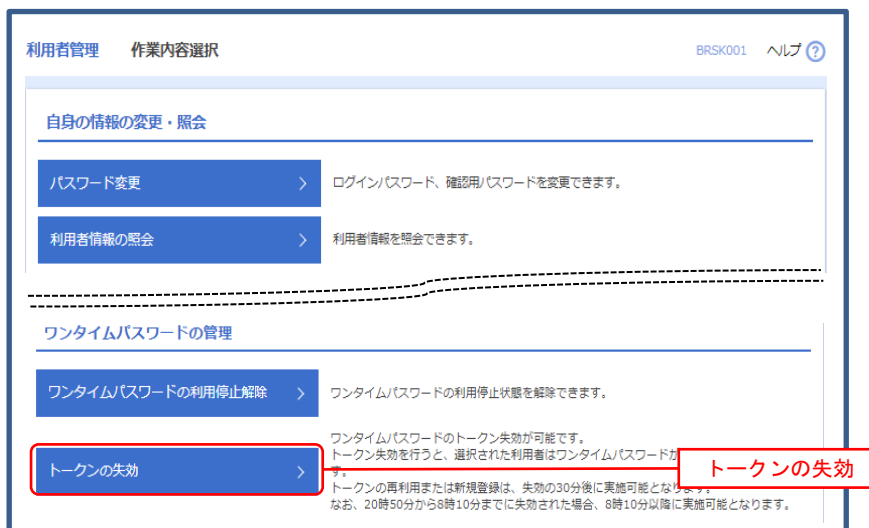 利用者管理 作業内容選択 BRSK001 ヘルプ ?
自身の情報の変更・照会
パスワード変更 ログインパスワード、確認用パスワードを変更できます。
利用者情報の照会 利用者情報を照会できます。
ワンタイムパスワードの管理
ワンタイムパスワードの利用停止解除 ワンタイムパスワードの利用停止状態を解除できます。
ワンタイムパスワードのトークン失効が可能です。
トークン失効を行うと、選択された利用者はワンタイムパスワードが
トークンの失効 す。
トークンの失効
トークンの再利用または新規登録は、失効の30分後に実施可能となります。
なお、20時50分から8時10分までに失効された場合、8時10分以降に実施可能となります。